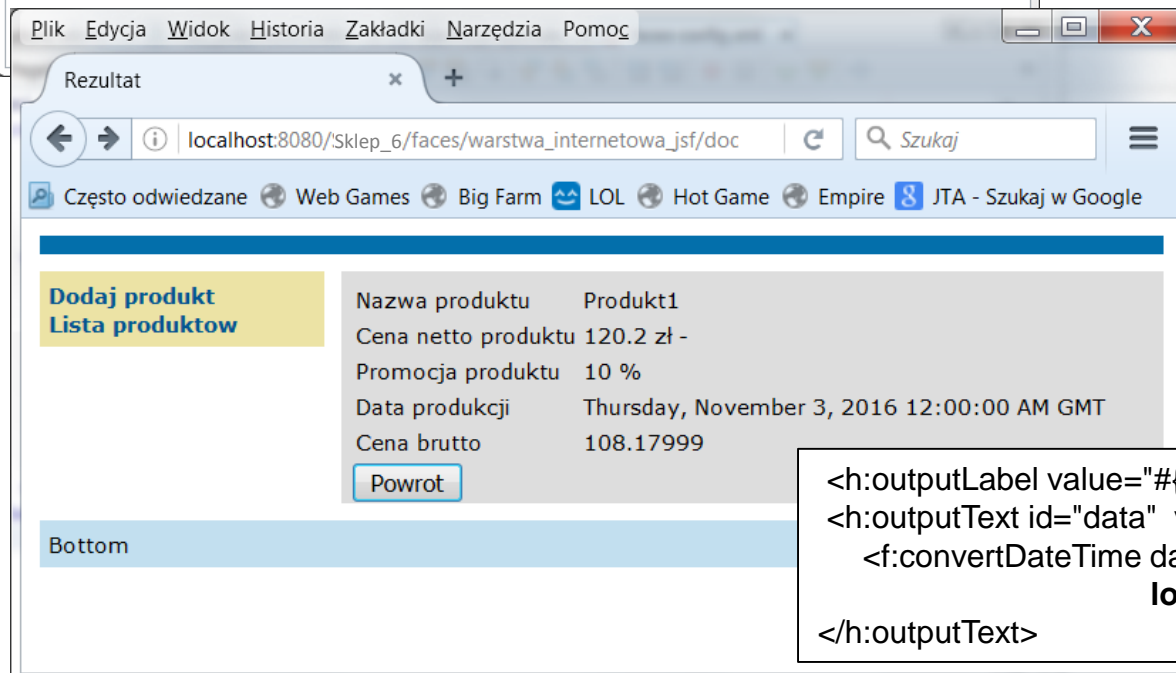 Plik Edycja Widok Historia Zakładki Narzędzia Pomoc
Rezultat × +
localhost:8080/'Sklep_6/faces/warstwa_internetowa_jsf/doc Szukaj
Często odwiedzane Web Games Big Farm LOL Hot Game Empire JTA - Szukaj w Google
Dodaj produkt
Lista produktow
Nazwa produktu Produkt1
Cena netto produktu 120.2 zł -
Promocja produktu 10 %
Data produkcji Thursday, November 3, 2016 12:00:00 AM GMT
Cena brutto 108.17999
Powrot
Bottom
<h:outputLabel value="#
<h:outputText id="data"
<f:convertDateTime da
lo
</h:outputText>